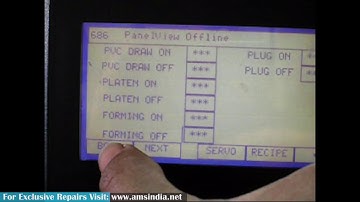 686 PanelView Offline
PVC DRAW ON *** PLUG ON
PVC DRAW OFF *** PLUG OFF
PLATEN ON ***
PLATEN OFF ***
FORMING ON ***
FORMING OFF ***
NEXT SERVO RECIPE
For Exclusive Repairs Visit: www.amsindia.net